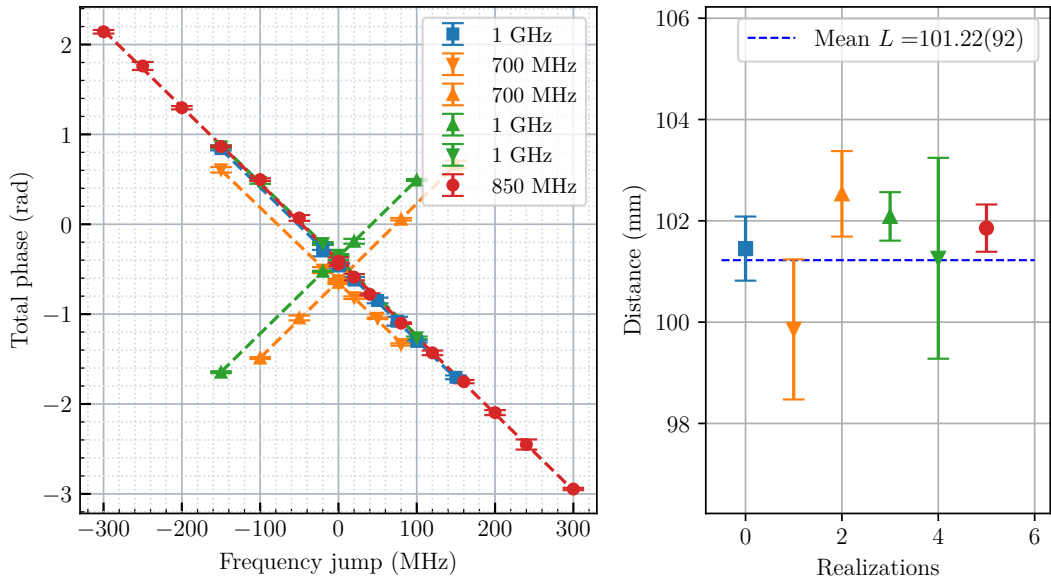 2
1
0
−1
−2
−3
−300
−200
−100
0
100
200
300
Total phase (rad)
Frequency jump (MHz)
1 GHz
700 MHz
700 MHz
1 GHz
1 GHz
850 MHz
106
104
102
100
98
0
2
4
6
Distance (mm)
Realizations
Mean L =101.22(92)